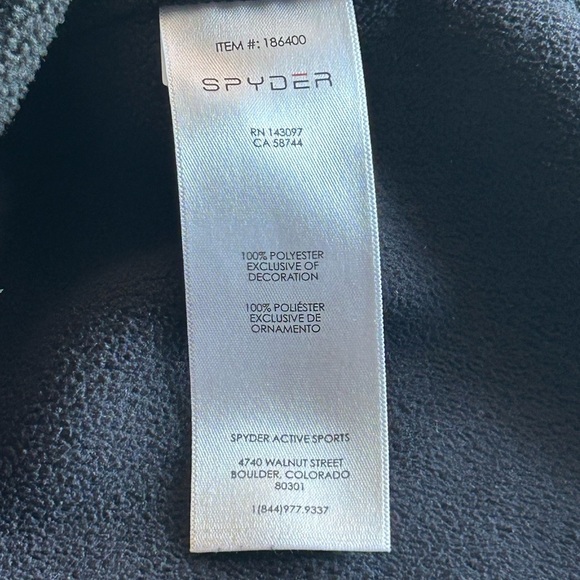 ITEM #: 186400
SPYDER
RN 143097
CA 58744
100% POLYESTER
EXCLUSIVE OF
DECORATION
100% POLIÉSTER
EXCLUSIVE DE
ORNAMENTO
SPYDER ACTIVE SPORTS
4740 WALNUT STREET
BOULDER, COLORADO
80301
1(844)977.9337